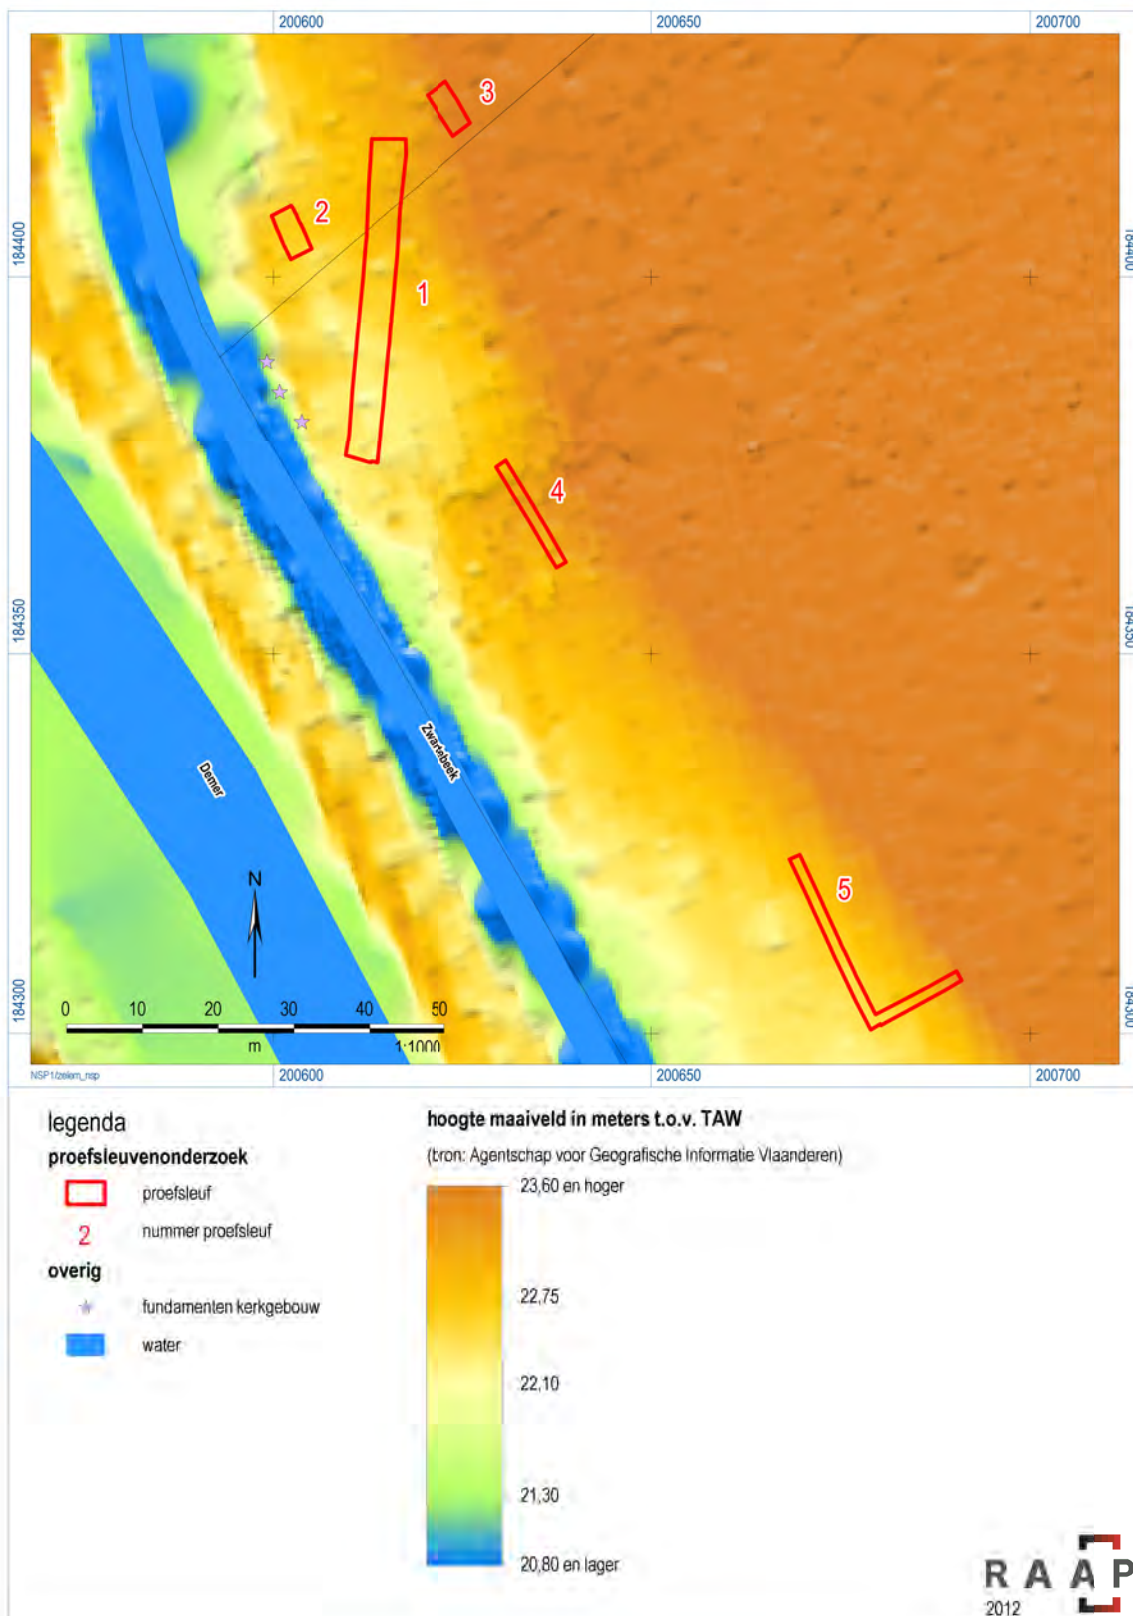 200600 200650 200700
3
2
184400 184400
1
4
184350 184350
Zwartebeek
Demer
5
N
184300 184300
0 10 20 30 40 50
m 1:1000
NSP1/zelem_nsp
200600 200650 200700
legenda
proefsleuvenonderzoek
proefsleuf
2 nummer proefsleuf
overig
fundamenten kerkgebouw
water
hoogte maaiveld in meters t.o.v. TAW
(bron: Agentschap voor Geografische Informatie Vlaanderen)
23,60 en hoger
22,75
22,10
21,30
20,80 en lager
RAAP
2012